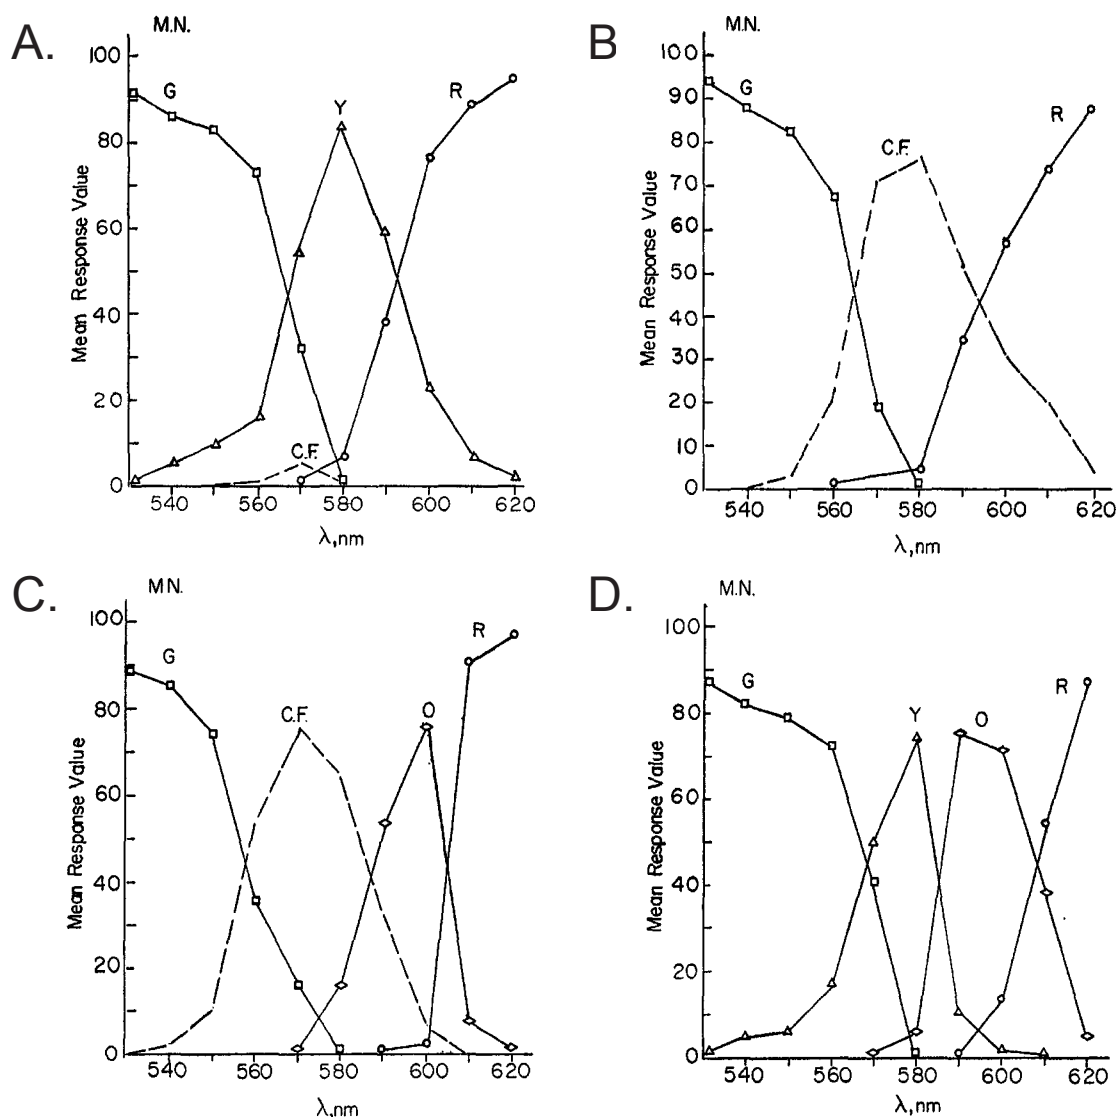 A.
M.N.
Mean Response Value
100
80
60
40
20
0
G
Y
R
C.F.
540 560 580 600 620
λ,nm
B
M.N.
Mean Response Value
100
90
80
70
60
50
40
30
20
10
0
G
C.F.
R
540 560 580 600 620
λ,nm
C.
M.N.
Mean Response Value
100
80
60
40
20
0
G
C.F.
O
R
540 560 580 600 620
λ,nm
D.
M.N.
Mean Response Value
100
80
60
40
20
0
G
Y
O
R
540 560 580 600 620
λ,nm